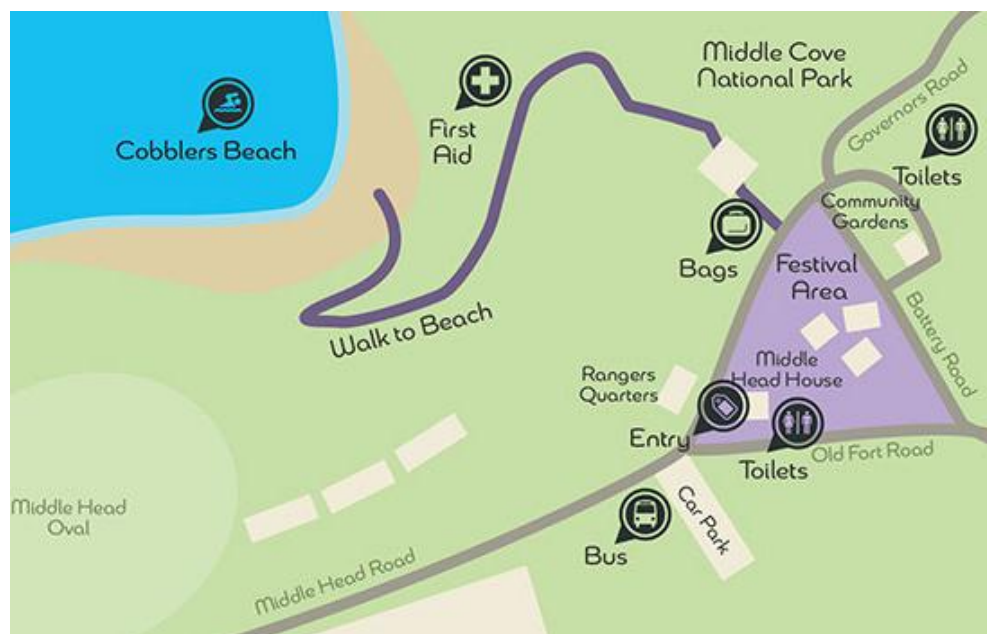 Middle Cove
National Park
Governors Road
Cobblers Beach
First
Aid
Toilets
Community
Gardens
Bags
Festival
Area
Walk to Beach
Battery Road
Middle
Head House
Rangers
Quarters
Entry
Toilets
Old Fort Road
Middle Head
Oval
Car Park
Bus
Middle Head Road